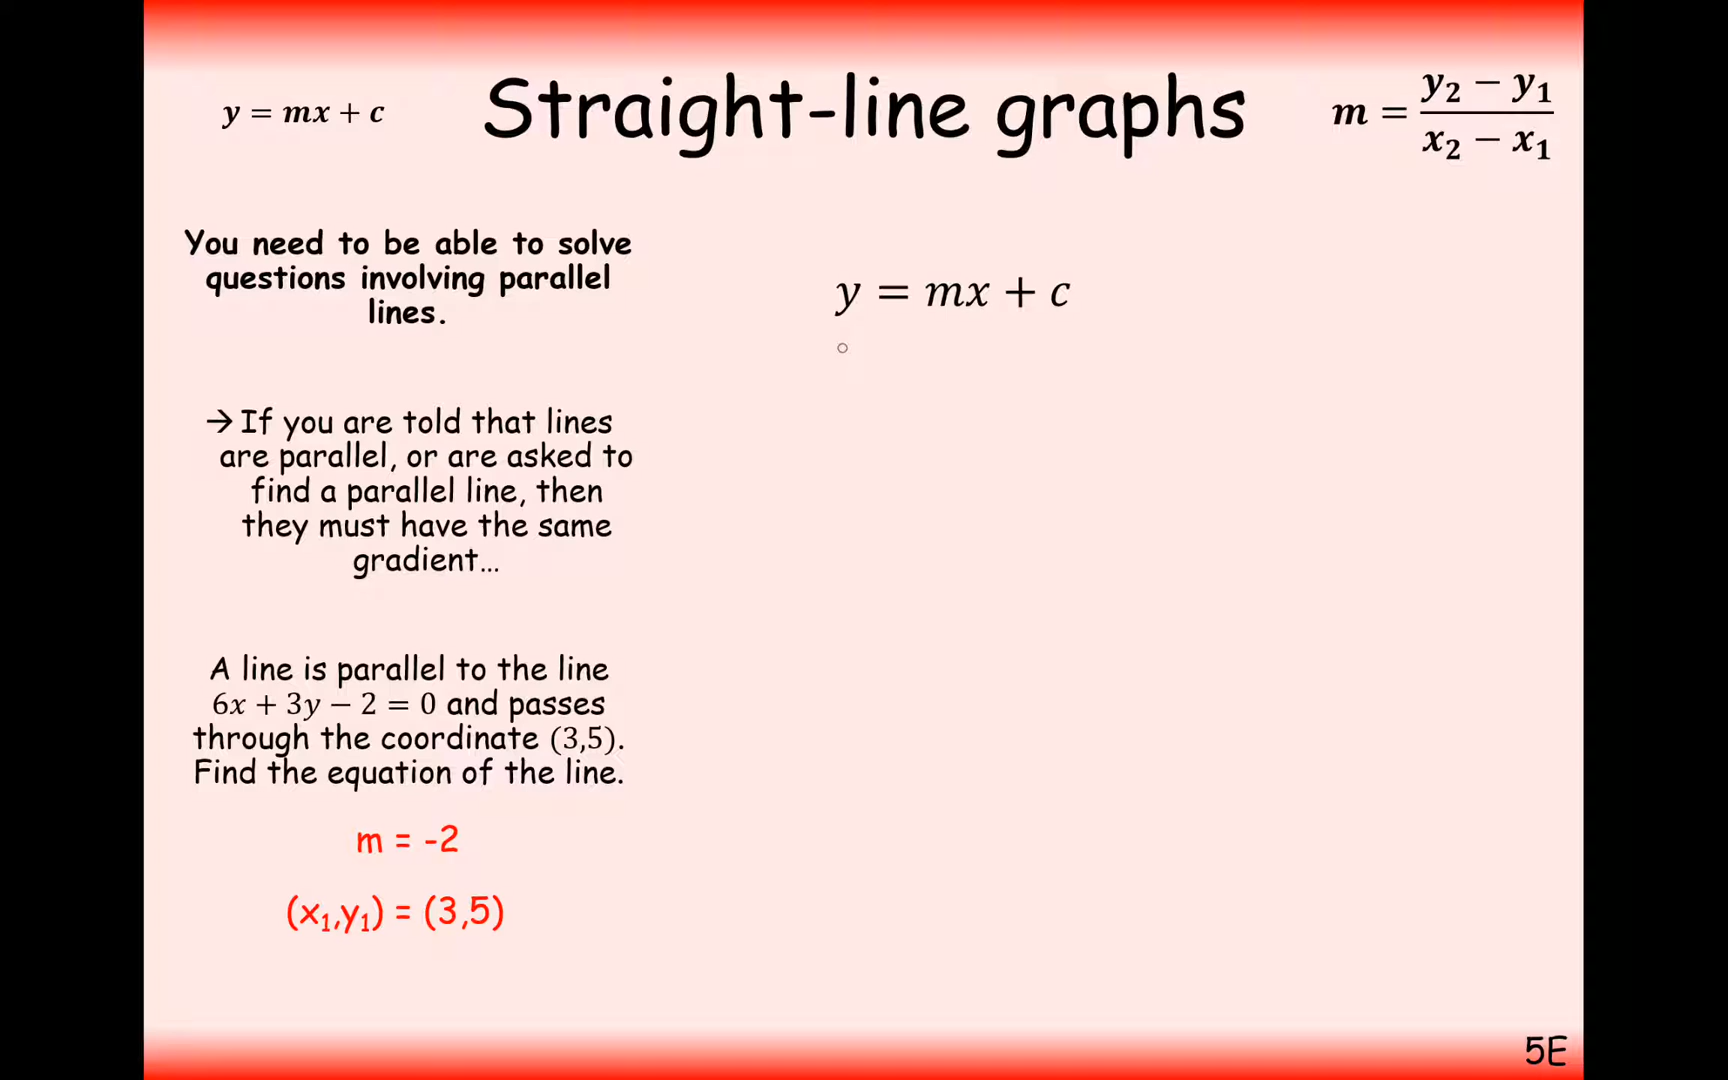 y = mx + c
Straight-line graphs
m = \frac{y₂ − y₁}{x₂ − x₁}
You need to be able to solve
questions involving parallel
lines.
→ If you are told that lines
are parallel, or are asked to
find a parallel line, then
they must have the same
gradient…
A line is parallel to the line
6x + 3y − 2 = 0 and passes
through the coordinate (3,5).
Find the equation of the line.
m = -2
(x₁,y₁) = (3,5)
y = mx + c
5E